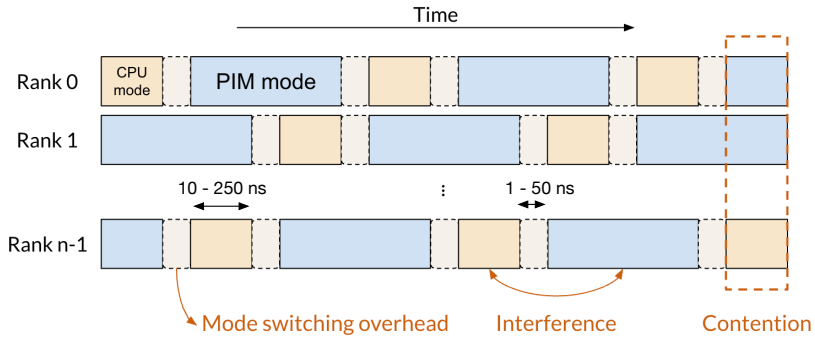 Time
Rank 0
CPU
mode
PIM mode
Rank 1
10 - 250 ns
⋮
1 - 50 ns
Rank n-1
Mode switching overhead
Interference
Contention